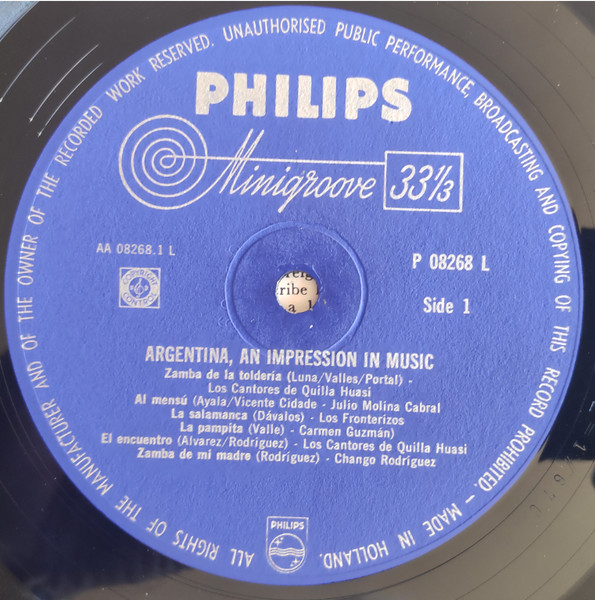 ALL RIGHTS OF THE MANUFACTURER AND OF THE OWNER OF THE RECORDED WORK RESERVED. UNAUTHORISED PUBLIC PERFORMANCE, BROADCASTING AND COPYING OF THIS RECORD PROHIBITED. – MADE IN HOLLAND.
PHILIPS
Minigroove 33 1/3
AA 08268.1 L
P 08268 L
Side 1
ribe
a
ARGENTINA, AN IMPRESSION IN MUSIC
Zamba de la toldería (Luna/Valles/Portal) -
Los Cantores de Quilla Huasi
Al mensú (Ayala/Vicente Cidade - Julio Molina Cabral
La salamanca (Dávalos) - Los Fronterizos
La pampita (Valle) - Carmen Guzmán)
El encuentro (Alvarez/Rodríguez) - Los Cantores de Quilla Huasi
Zamba de mi madre (Rodríguez) - Chango Rodríguez
PHILIPS